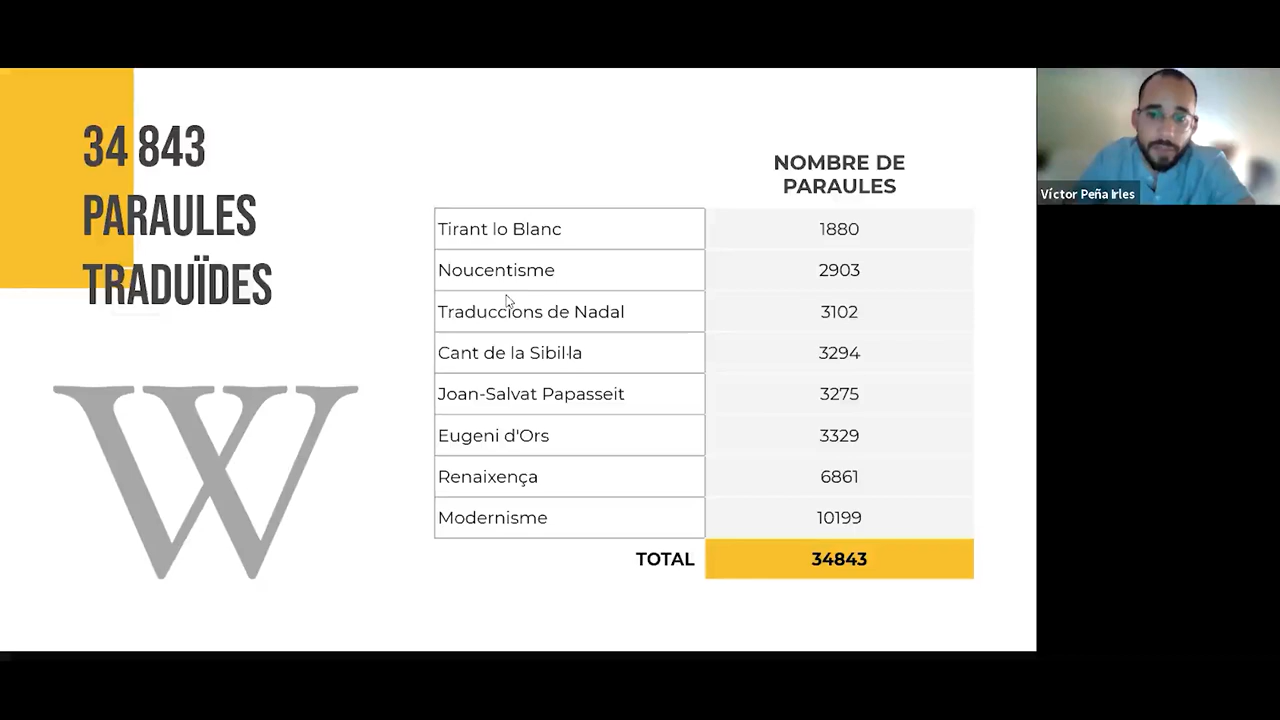 34 843
PARAULES
TRADUÏDES
W
NOMBRE DE
PARAULES
Tirant lo Blanc 1880
Noucentisme 2903
Traduccions de Nadal 3102
Cant de la Sibil·la 3294
Joan-Salvat Papasseit 3275
Eugeni d'Ors 3329
Renaixença 6861
Modernisme 10199
TOTAL 34843
Víctor Peña Irles